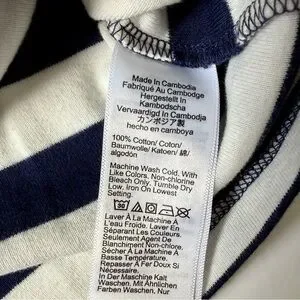 Made In Cambodia
Fabriqué Au Cambodge
Hergestellt In
Kambodscha
Vervaardigd In Cambodja
カンボジア製
hecho en camboya
100% Cotton/ Coton/
Baumwolle/ Katoen/ 綿/
algodón
Machine Wash Cold, With
Like Colors. Non-chlorine
Bleach Only. Tumble Dry
Low, Iron On Lowest
Setting.
30
Laver À La Machine À
L'eau Froide. Laver En
Séparant Les Couleurs.
Seulement Agent De
Blanchiment Non-chlore.
Sécher À La Machine À
Basse Température.
Repasser À Fer Doux Si
Nécessaire.
In Der Maschine Kalt
Waschen. Mit Ähnlichen
Farben Waschen, Nur